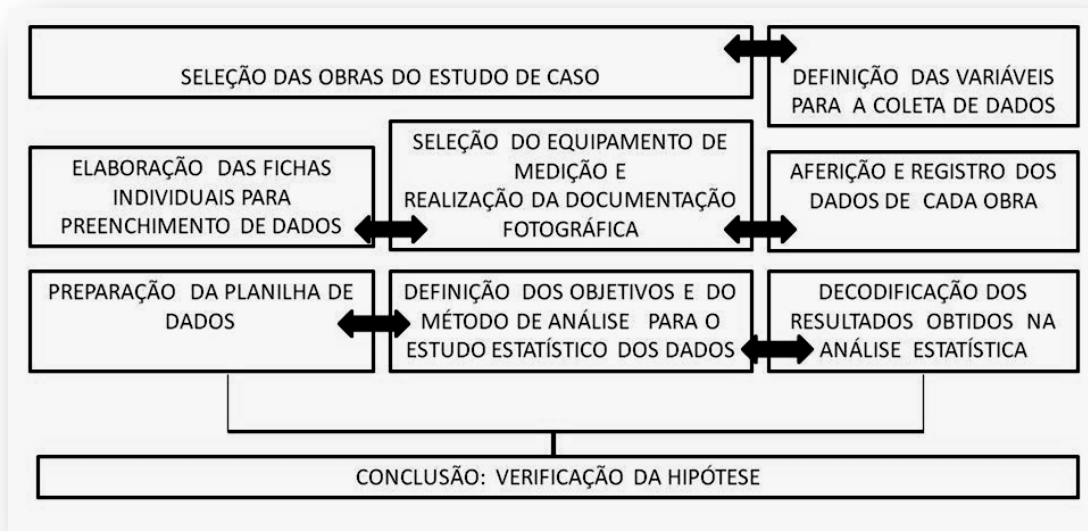 SELEÇÃO DAS OBRAS DO ESTUDO DE CASO
DEFINIÇÃO DAS VARIÁVEIS
PARA A COLETA DE DADOS
ELABORAÇÃO DAS FICHAS
INDIVIDUAIS PARA
PREENCHIMENTO DE DADOS
SELEÇÃO DO EQUIPAMENTO DE
MEDIÇÃO E
REALIZAÇÃO DA DOCUMENTAÇÃO
FOTOGRÁFICA
AFERIÇÃO E REGISTRO DOS
DADOS DE CADA OBRA
PREPARAÇÃO DA PLANILHA DE
DADOS
DEFINIÇÃO DOS OBJETIVOS E DO
MÉTODO DE ANÁLISE PARA O
ESTUDO ESTATÍSTICO DOS DADOS
DECODIFICAÇÃO DOS
RESULTADOS OBTIDOS NA
ANÁLISE ESTATÍSTICA
CONCLUSÃO: VERIFICAÇÃO DA HIPÓTESE